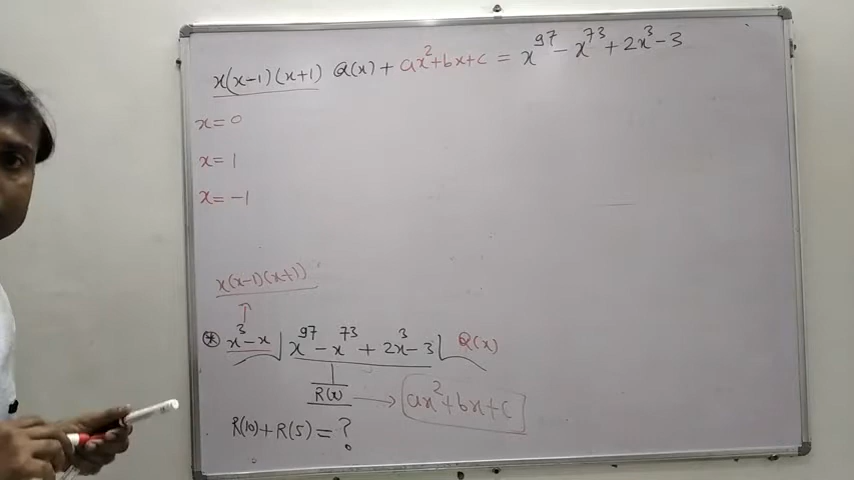 x(x-1)(x+1) Q(x) + ax²+bx+c = x⁹⁷ - x⁷³ + 2x³ - 3
x = 0
x = 1
x = -1
x(x-1)(x+1)
↑
* x³-x | x⁹⁷ - x⁷³ + 2x³ - 3 | Q(x)
R(x) → ax²+bx+c
R(10) + R(5) = ?